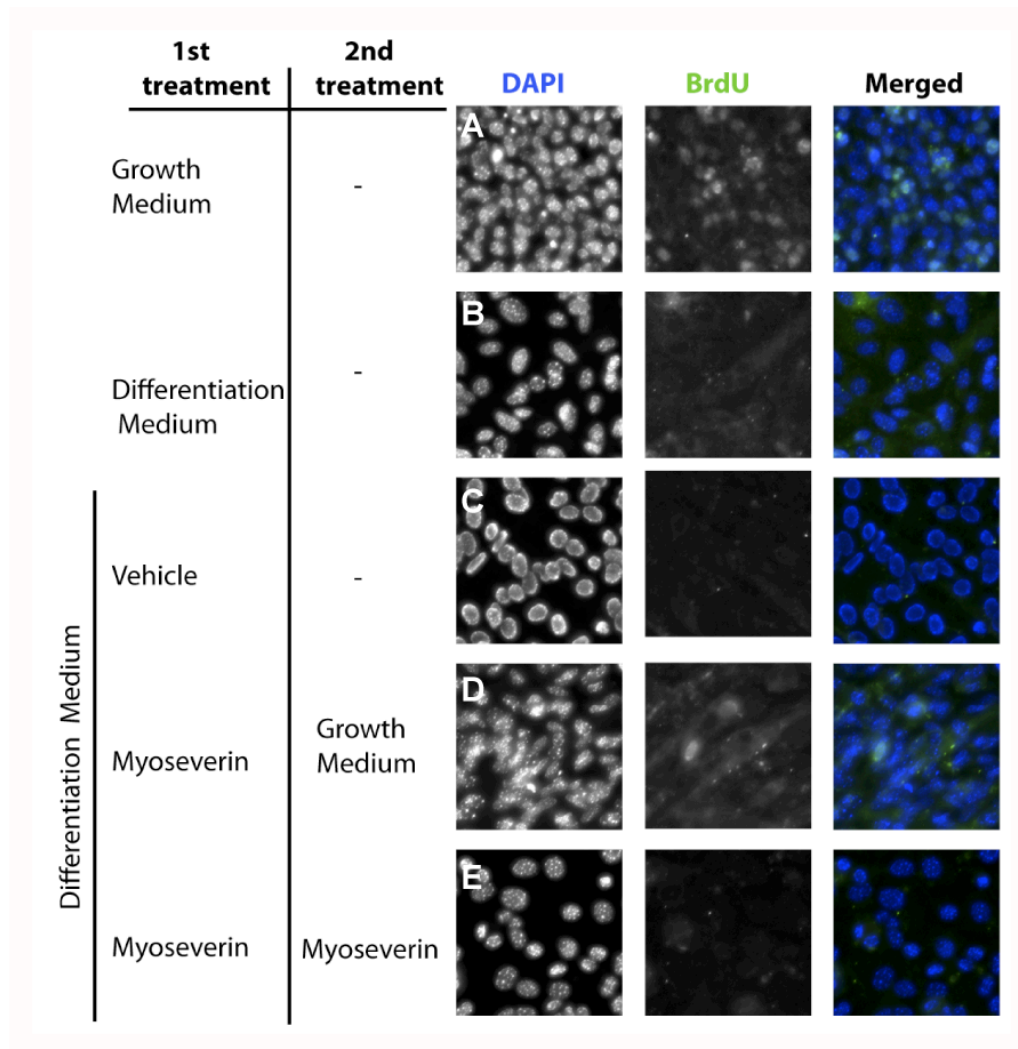 1st treatment
2nd treatment
DAPI
BrdU
Merged
A
Growth
Medium
-
B
Differentiation
Medium
-
C
Vehicle
-
D
Myoseverin
Growth
Medium
E
Myoseverin
Myoseverin
Differentiation Medium